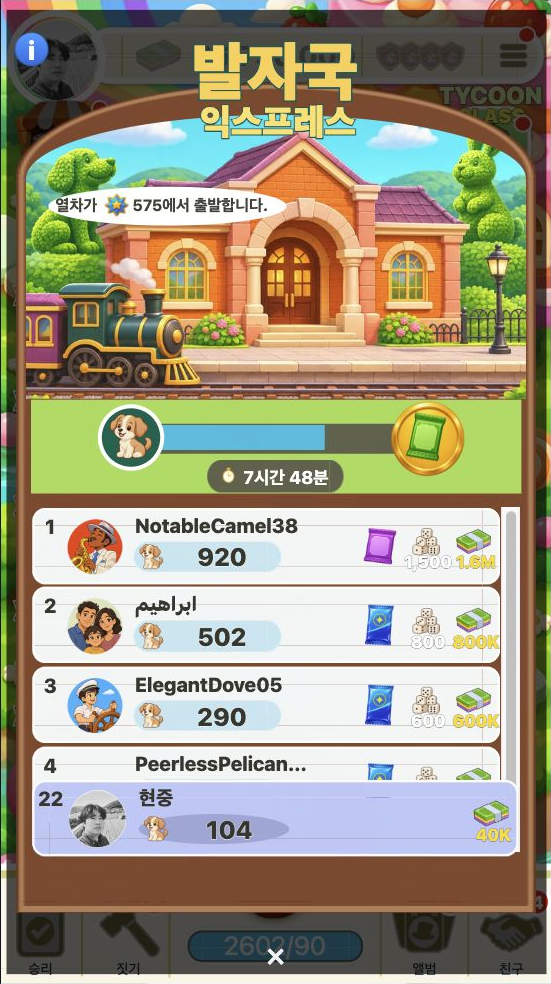 i
발자국
익스프레스
TYCOON
열차가 575에서 출발합니다.
7시간 48분
1 NotableCamel38
920
1,500 1.6M
2 ابراهيم
502
800 800K
3 ElegantDove05
290
600 600K
4 PeerlessPelican...
22 현중
104
40K
4
2602/90
승리 짓기 앨범 친구